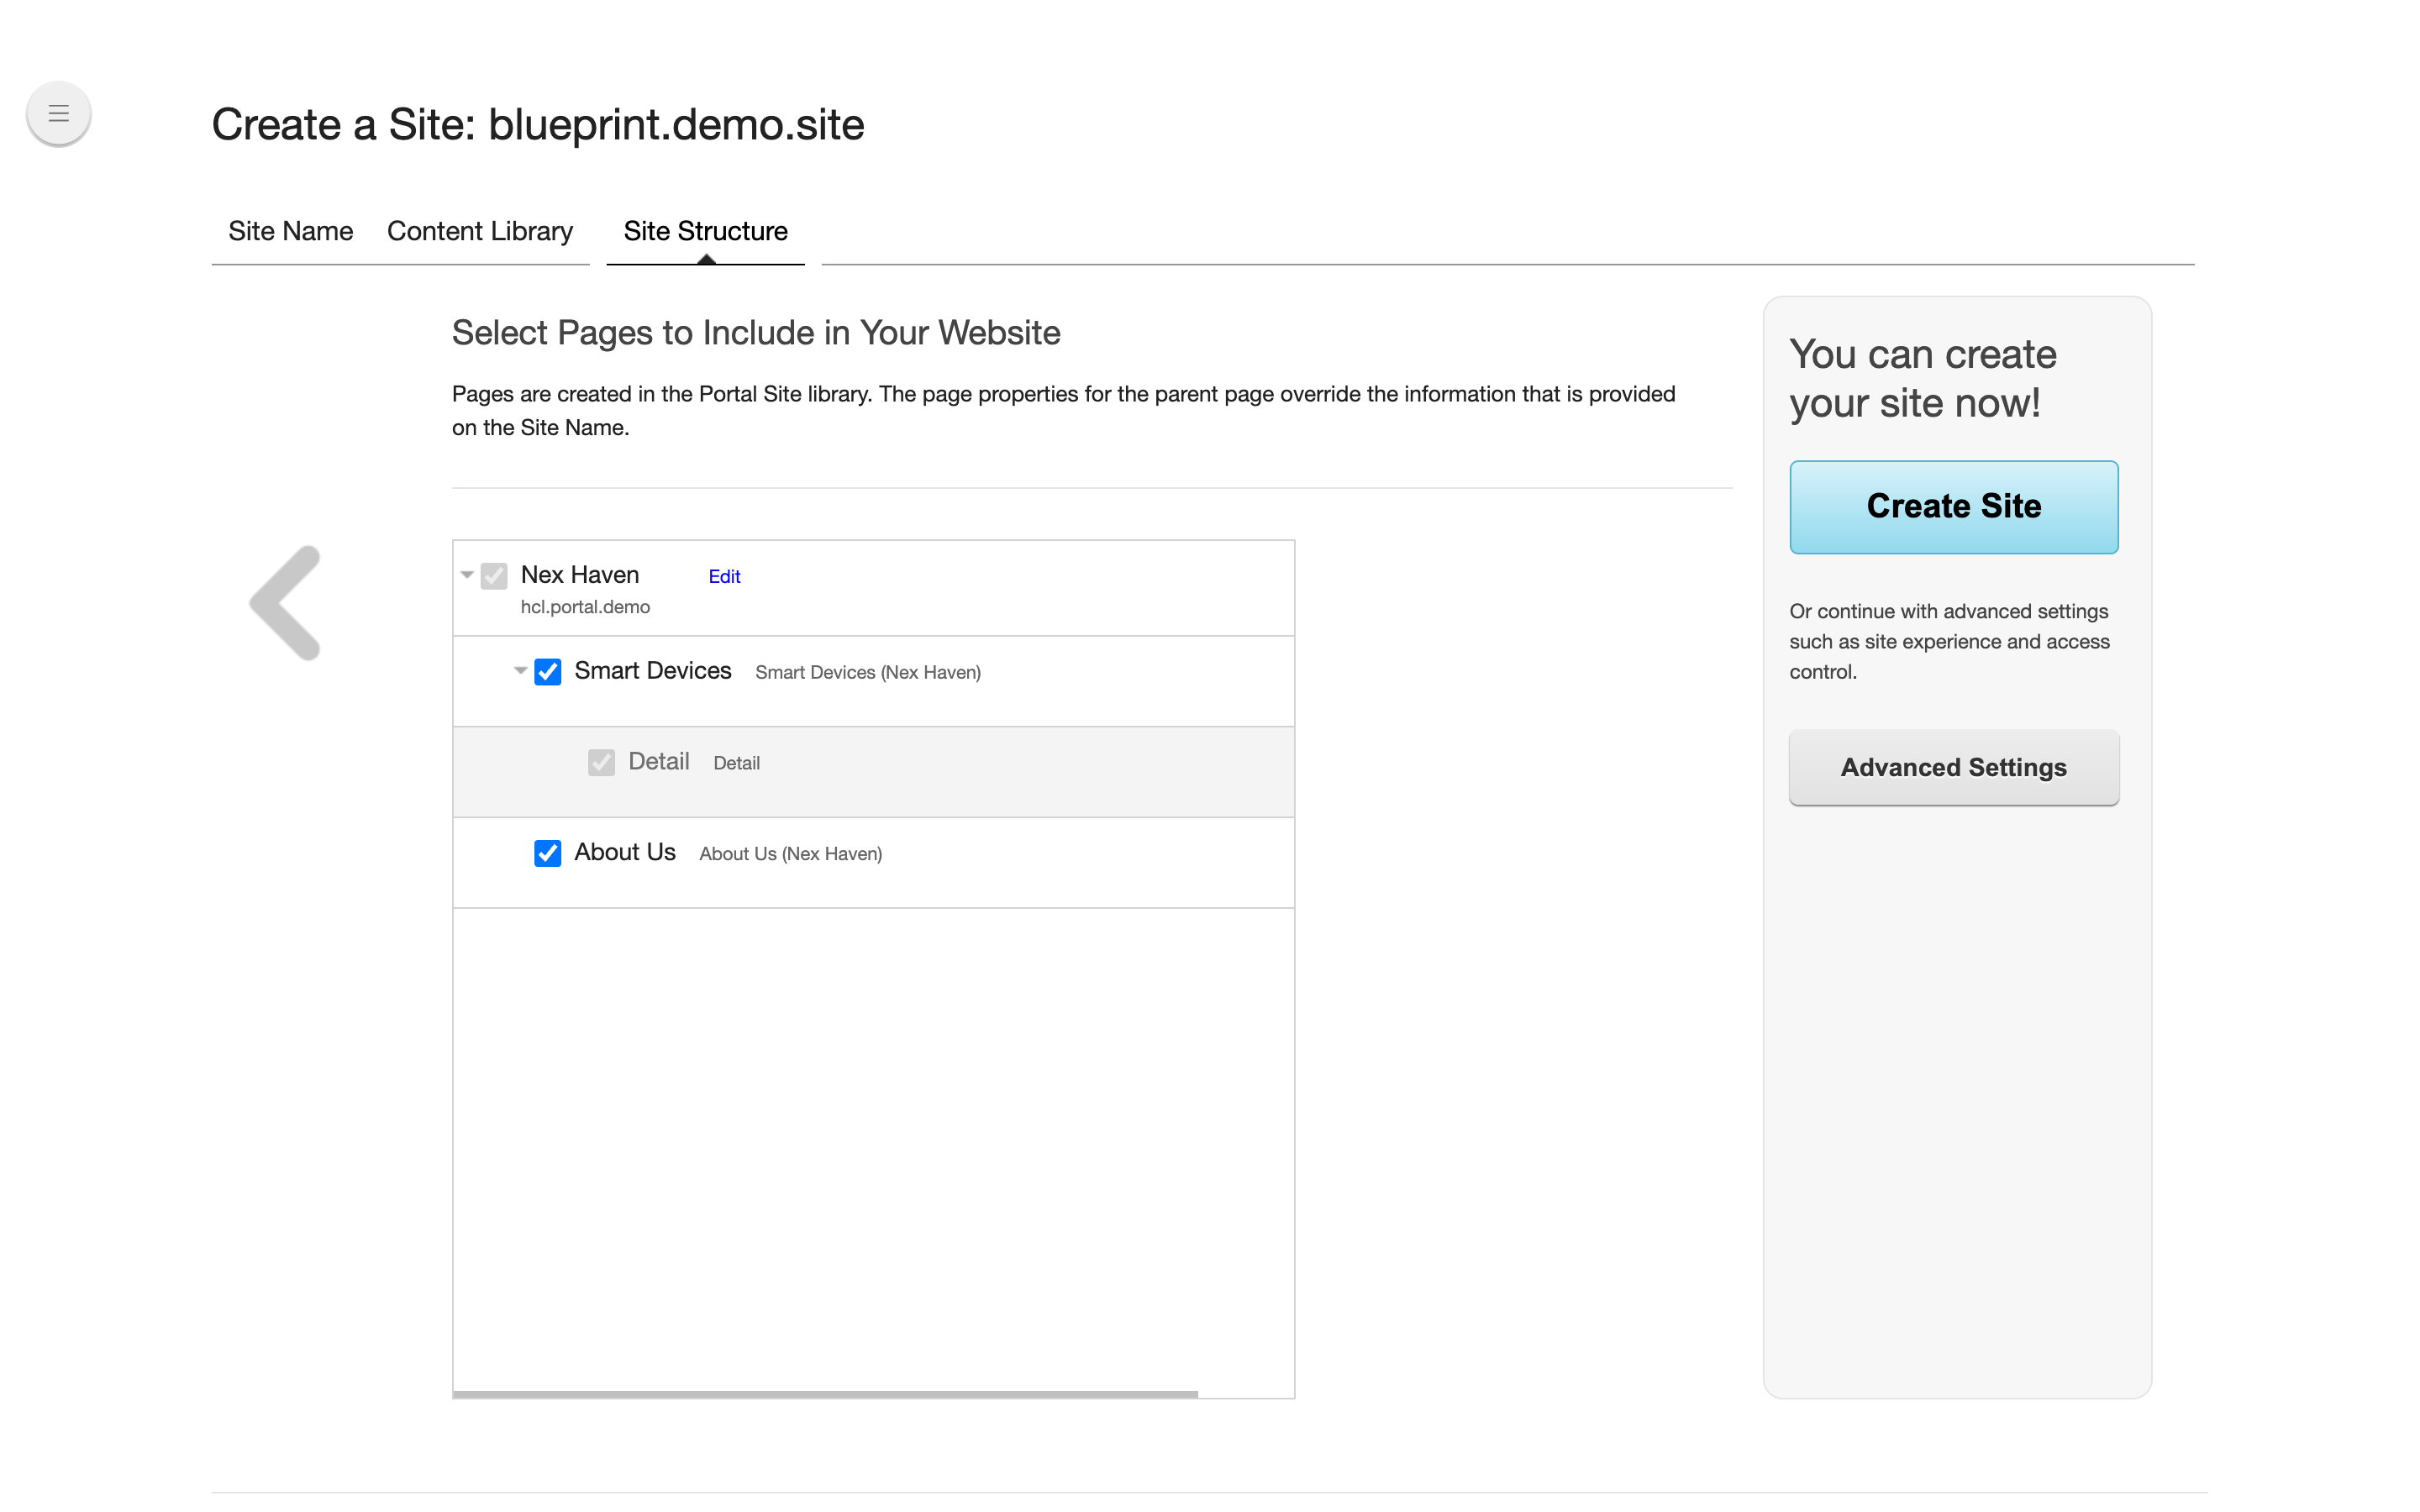 Create a Site: blueprint.demo.site
Site Name Content Library Site Structure
Select Pages to Include in Your Website
Pages are created in the Portal Site library. The page properties for the parent page override the information that is provided
on the Site Name.
Nex Haven Edit
hcl.portal.demo
Smart Devices Smart Devices (Nex Haven)
Detail Detail
About Us About Us (Nex Haven)
You can create
your site now!
Create Site
Or continue with advanced settings
such as site experience and access
control.
Advanced Settings